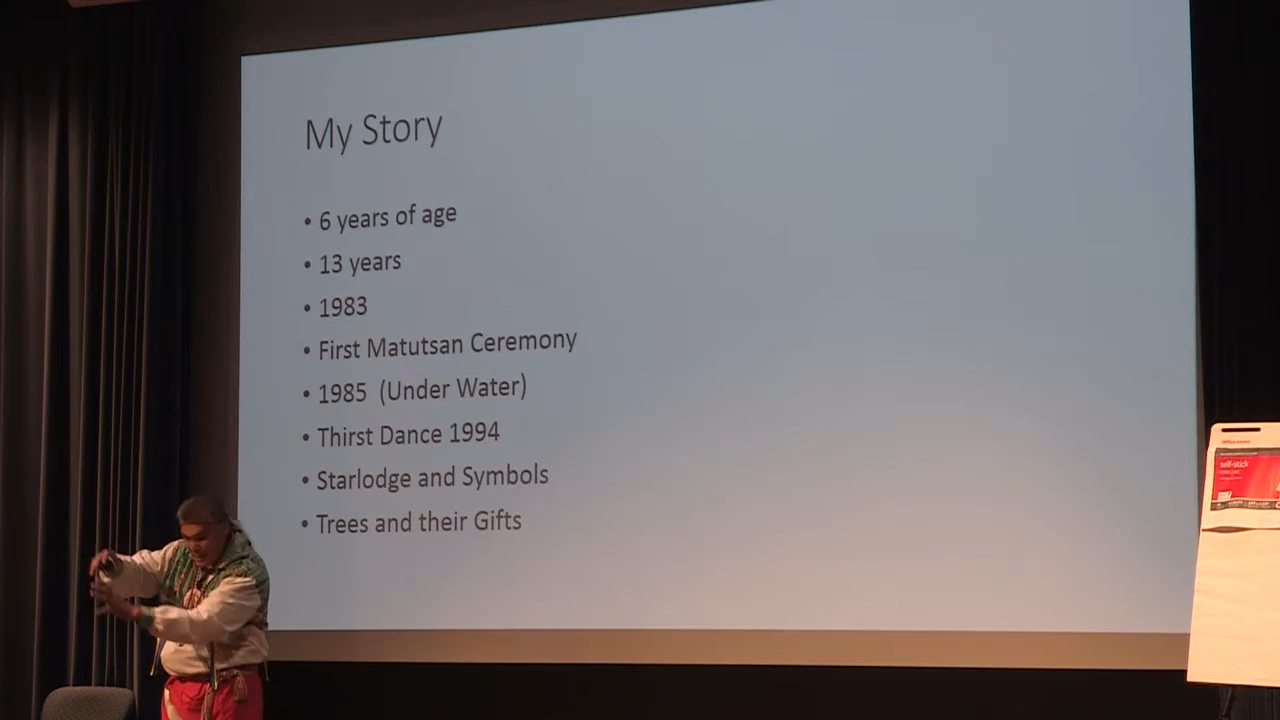 My Story
• 6 years of age
• 13 years
• 1983
• First Matutsan Ceremony
• 1985 (Under Water)
• Thirst Dance 1994
• Starlodge and Symbols
• Trees and their Gifts
self-stick